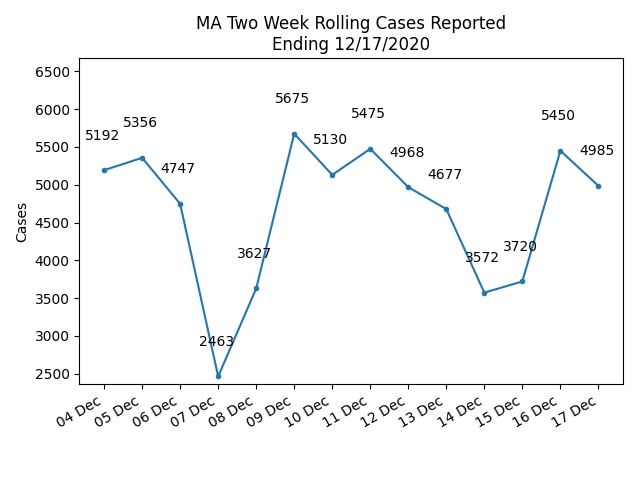 MA Two Week Rolling Cases Reported
Ending 12/17/2020
Cases
6500
6000
5500
5000
4500
4000
3500
3000
2500
5192
5356
4747
2463
3627
5675
5130
5475
4968
4677
3572
3720
5450
4985
04 Dec
05 Dec
06 Dec
07 Dec
08 Dec
09 Dec
10 Dec
11 Dec
12 Dec
13 Dec
14 Dec
15 Dec
16 Dec
17 Dec